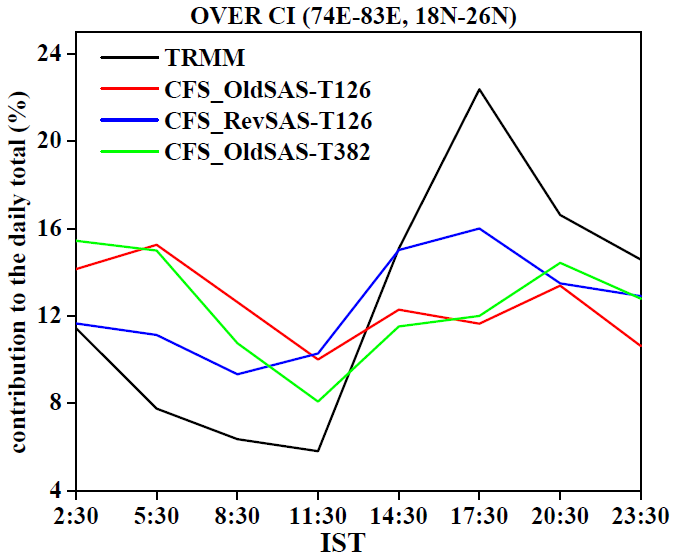 OVER CI (74E-83E, 18N-26N)
TRMM
CFS_OldSAS-T126
CFS_RevSAS-T126
CFS_OldSAS-T382
contribution to the daily total (%)
24
20
16
12
8
4
2:30 5:30 8:30 11:30 14:30 17:30 20:30 23:30
IST